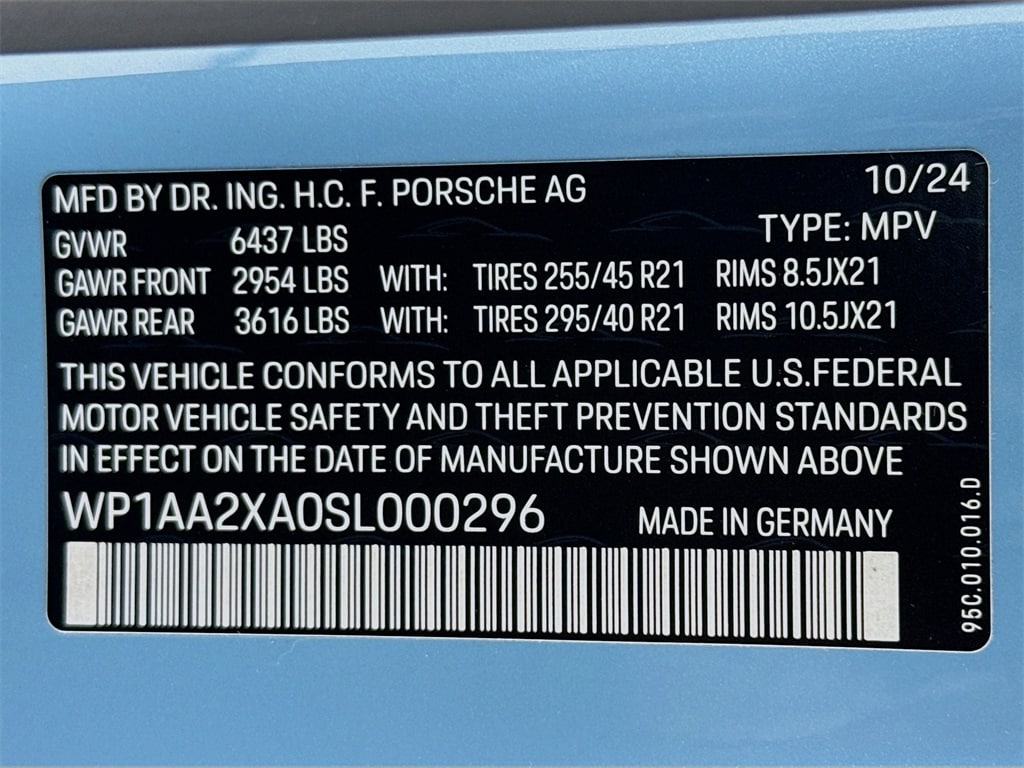 MFD BY DR. ING. H.C. F. PORSCHE AG 10/24
GVWR 6437 LBS TYPE: MPV
GAWR FRONT 2954 LBS WITH: TIRES 255/45 R21 RIMS 8.5JX21
GAWR REAR 3616 LBS WITH: TIRES 295/40 R21 RIMS 10.5JX21
THIS VEHICLE CONFORMS TO ALL APPLICABLE U.S.FEDERAL
MOTOR VEHICLE SAFETY AND THEFT PREVENTION STANDARDS
IN EFFECT ON THE DATE OF MANUFACTURE SHOWN ABOVE
WP1AA2XA0SL000296 MADE IN GERMANY
95C.010.016.D